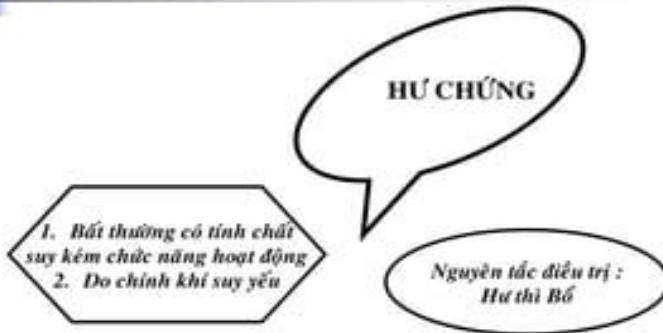 HƯ CHỨNG
1. Bất thường có tính chất
suy kém chức năng hoạt động
2. Do chính khí suy yếu
Nguyên tắc điều trị :
Hư thì Bổ